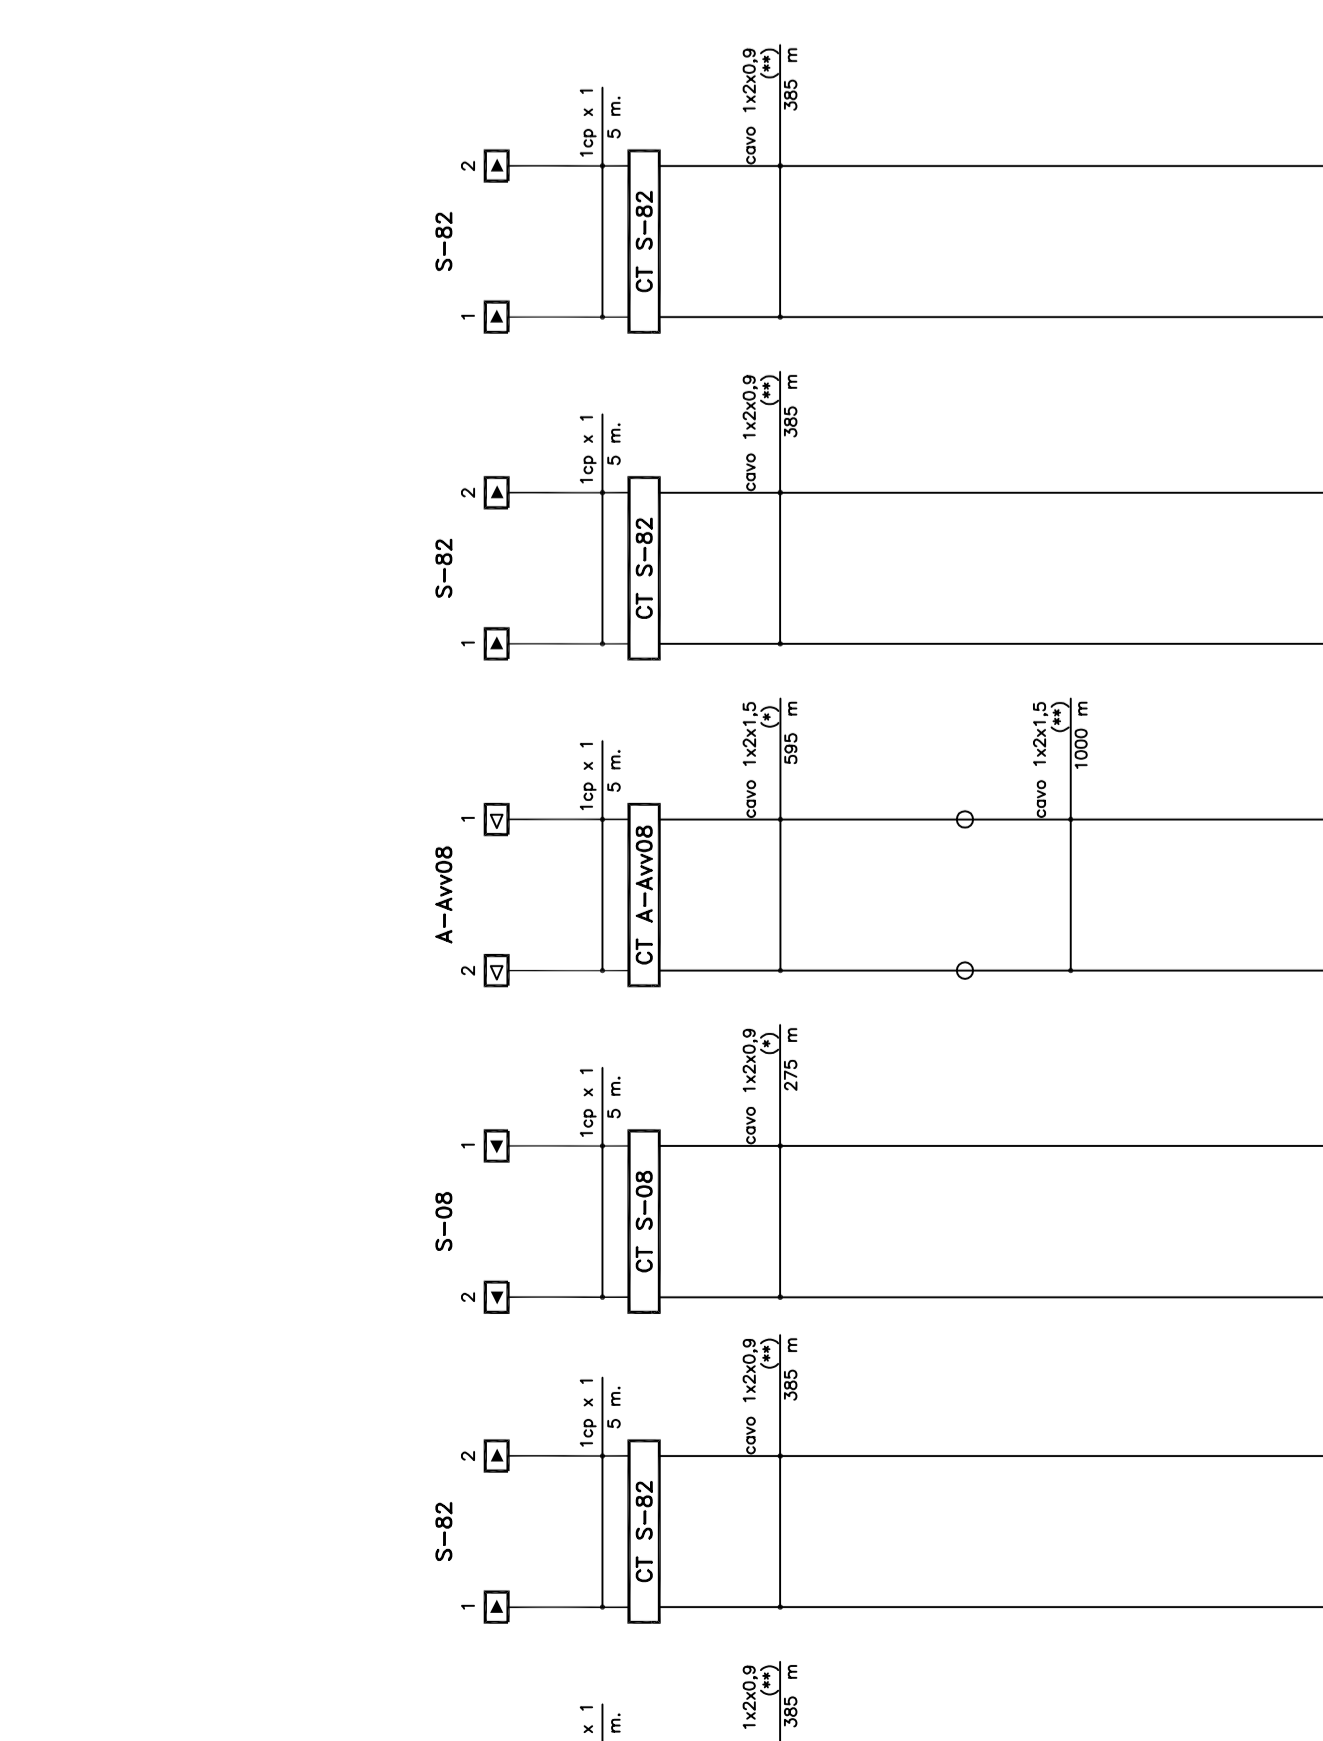 S-82
1
2
1cp x 1
5 m.
CT S-82
cavo 1x2x0,9
(**)
385 m
S-82
1
2
1cp x 1
5 m.
CT S-82
cavo 1x2x0,9
(**)
385 m
A-Avv08
2
1
1cp x 1
5 m.
CT A-Avv08
cavo 1x2x1,5
(*)
595 m
cavo 1x2x1,5
(**)
1000 m
S-08
2
1
1cp x 1
5 m.
CT S-08
cavo 1x2x0,9
(*)
275 m
S-82
1
2
1cp x 1
5 m.
CT S-82
cavo 1x2x0,9
(**)
385 m
x 1
m.
1x2x0,9
(**)
385 m